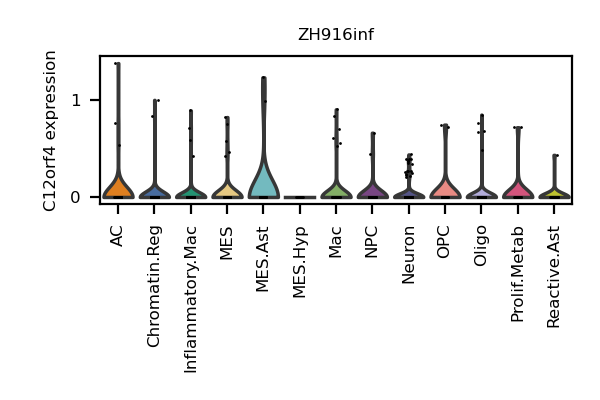 ZH916inf
C12orf4 expression
1
0
AC
Chromatin.Reg
Inflammatory.Mac
MES
MES.Ast
MES.Hyp
Mac
NPC
Neuron
OPC
Oligo
Prolif.Metab
Reactive.Ast